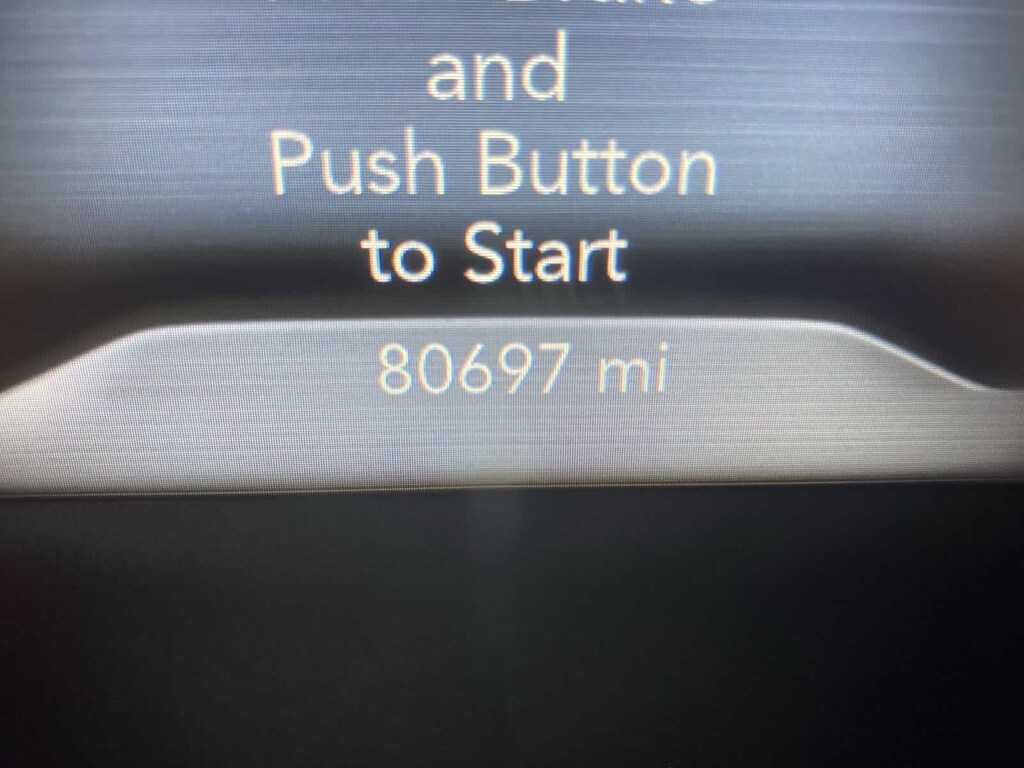 and
Push Button
to Start
80697 mi